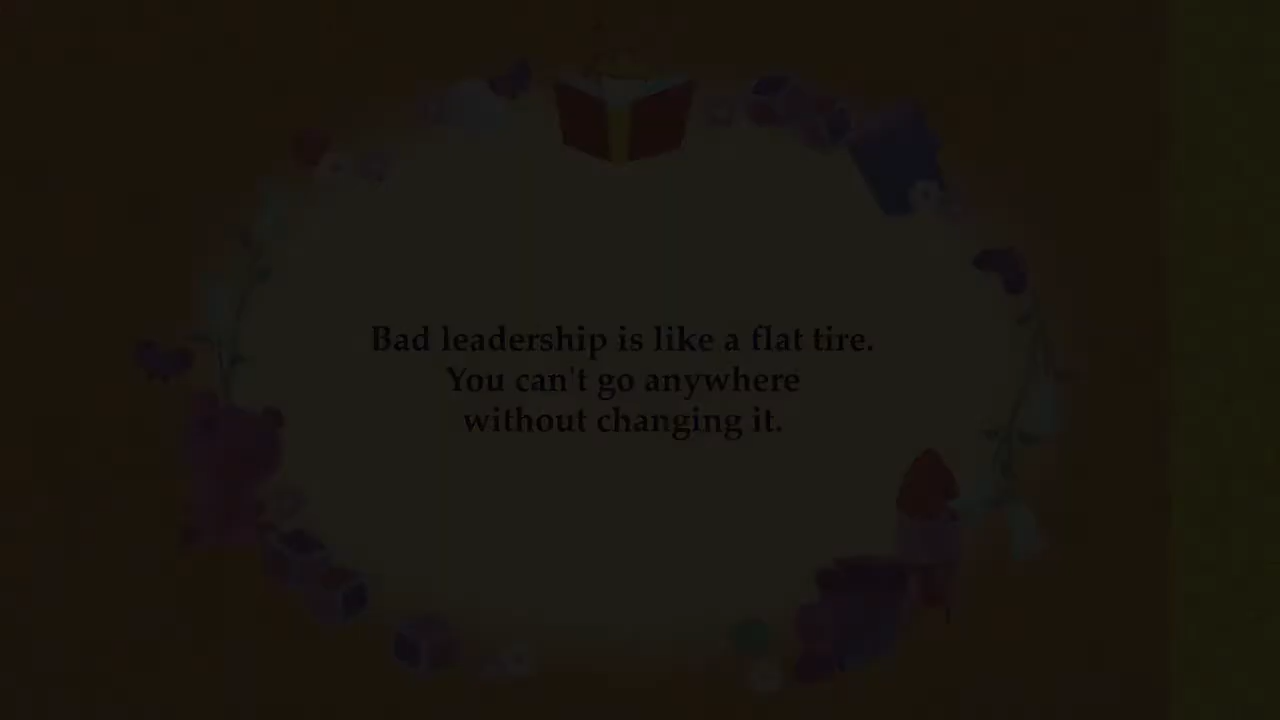 Bad leadership is like a flat tire.
You can't go anywhere
without changing it.